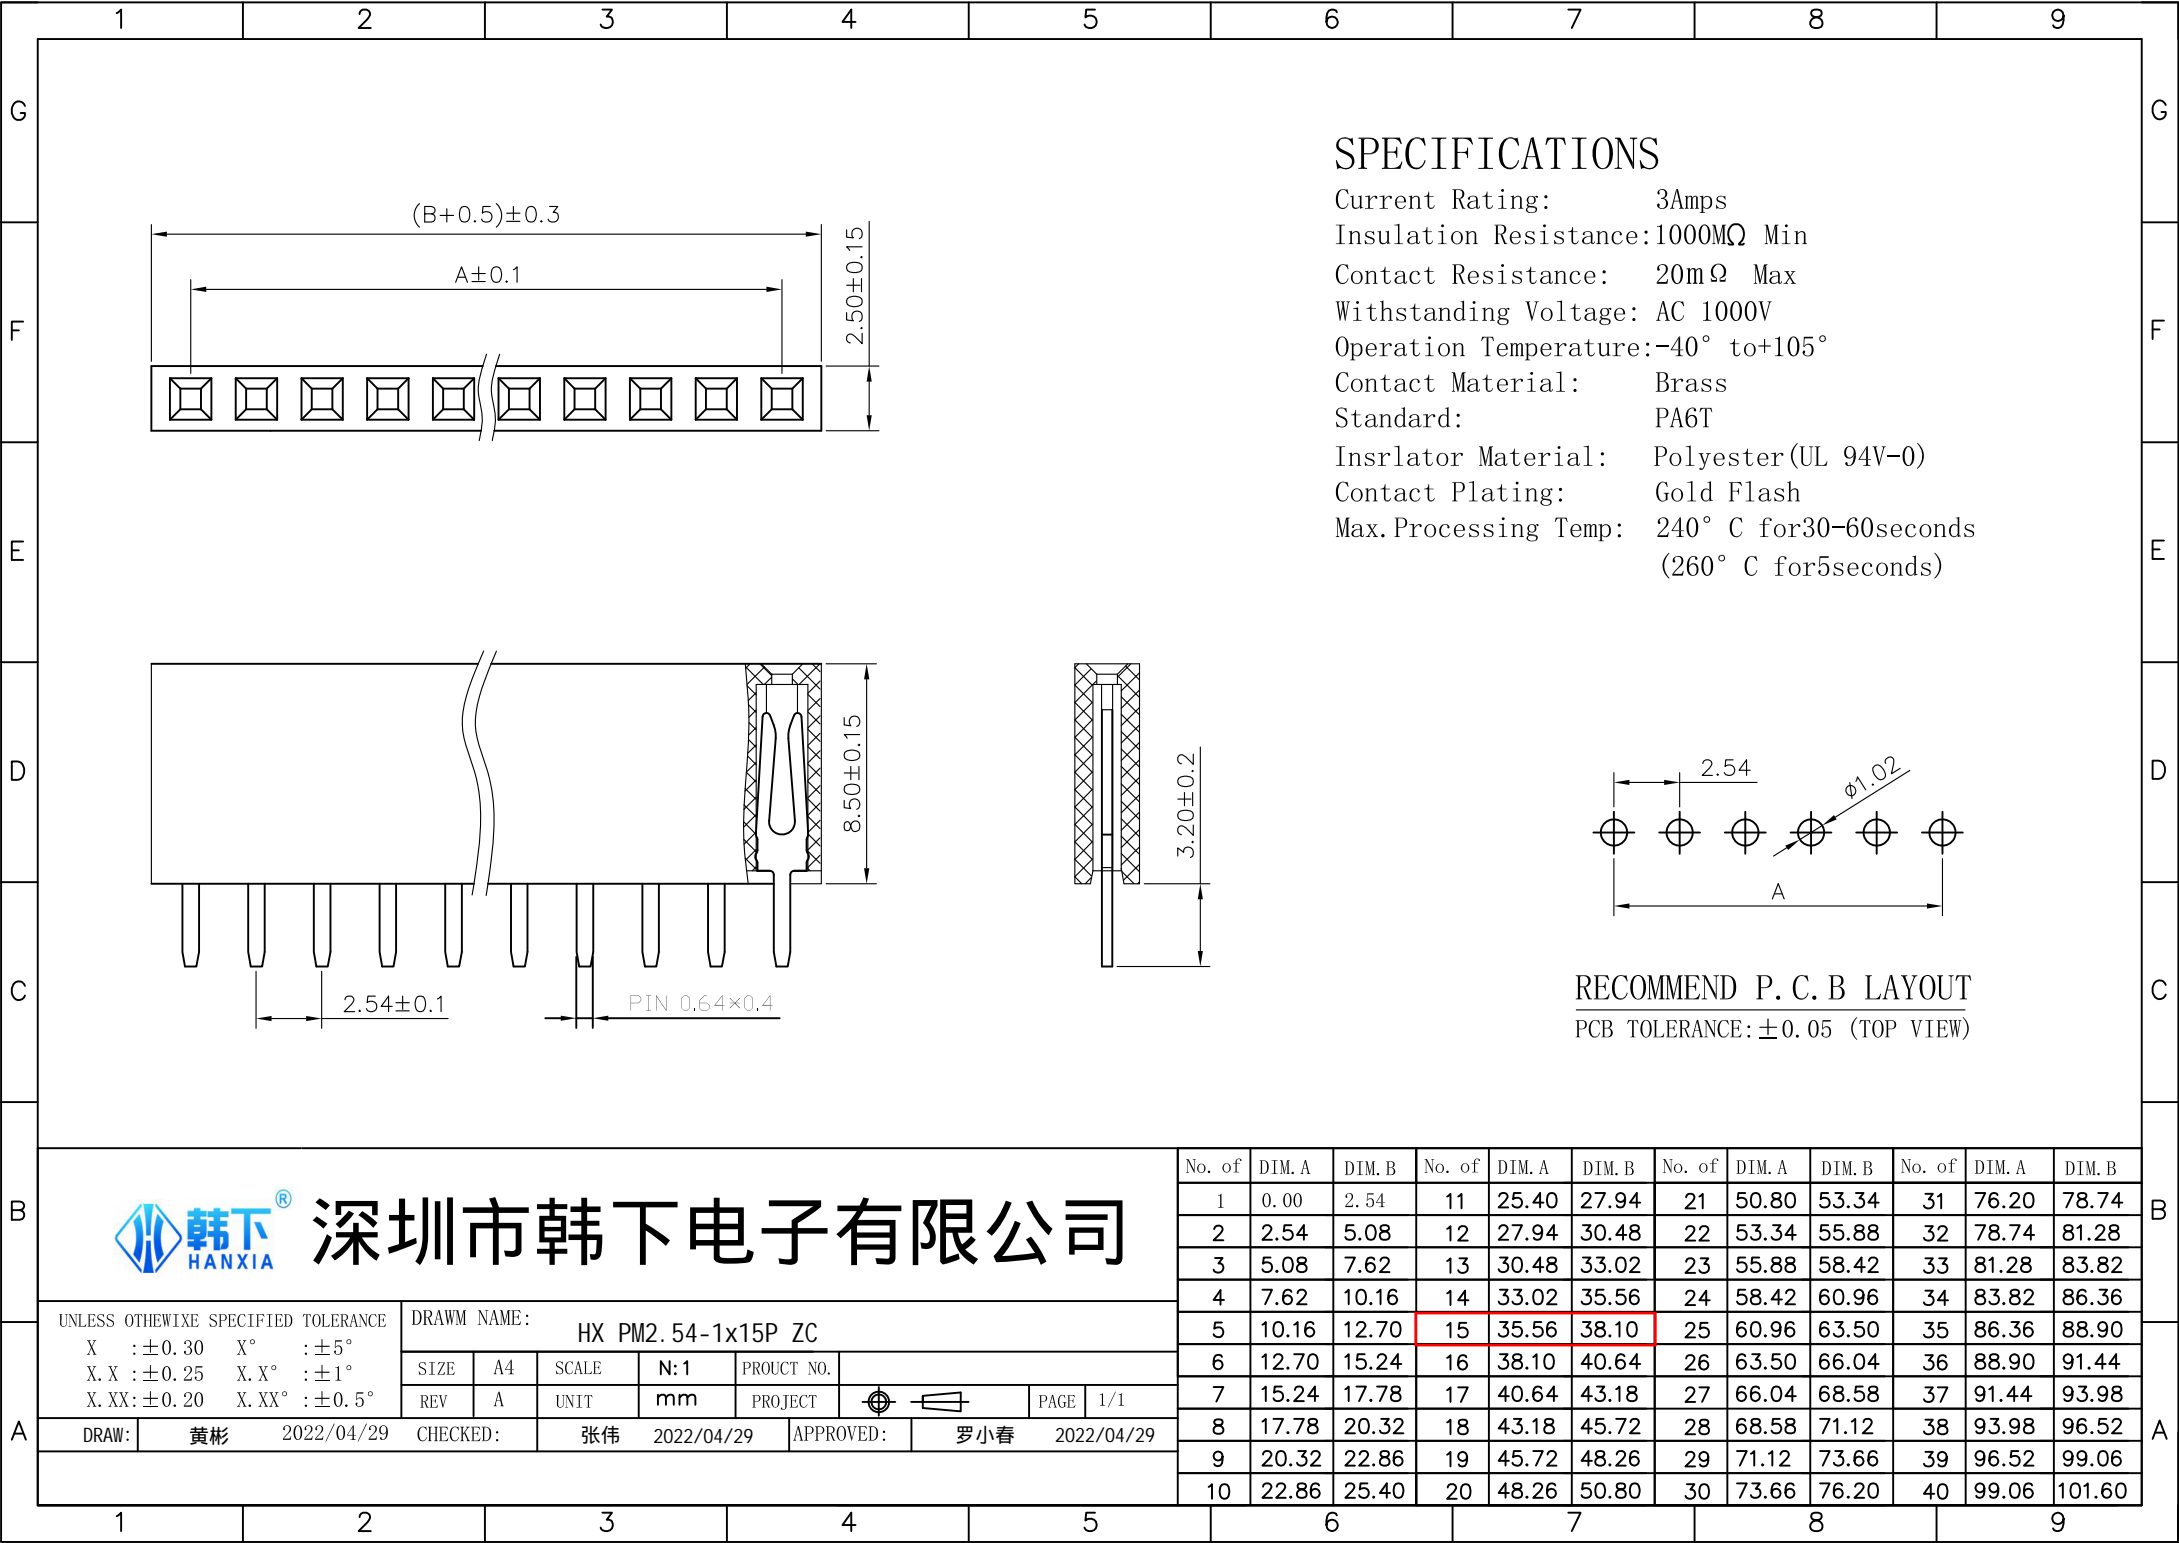 1 2 3 4 5 6 7 8 9
G G
F F
E E
D D
C C
B B
A A
(B+0.5)±0.3
A±0.1
2.50±0.15
SPECIFICATIONS
Current Rating: 3Amps
Insulation Resistance:1000MΩ Min
Contact Resistance: 20mΩ Max
Withstanding Voltage: AC 1000V
Operation Temperature:-40° to+105°
Contact Material: Brass
Standard: PA6T
Insrlator Material: Polyester(UL 94V-0)
Contact Plating: Gold Flash
Max.Processing Temp: 240° C for30-60seconds
(260° C for5seconds)
8.50±0.15
2.54±0.1
PIN 0.64×0.4
3.20±0.2
2.54
ø1.02
A
RECOMMEND P.C.B LAYOUT
PCB TOLERANCE:±0.05 (TOP VIEW)
韩下®
HANXIA
深圳市韩下电子有限公司
UNLESS OTHEWIXE SPECIFIED TOLERANCE
X :±0.30 X° :±5°
X.X :±0.25 X.X° :±1°
X.XX:±0.20 X.XX° :±0.5°
DRAWM NAME:
HX PM2.54-1x15P ZC
SIZE A4 SCALE N:1 PROUCT NO.
REV A UNIT mm PROJECT PAGE 1/1
DRAW: 黄彬 2022/04/29 CHECKED: 张伟 2022/04/29 APPROVED: 罗小春 2022/04/29
No. of DIM.A DIM.B No. of DIM.A DIM.B No. of DIM.A DIM.B No. of DIM.A DIM.B
1 0.00 2.54 11 25.40 27.94 21 50.80 53.34 31 76.20 78.74
2 2.54 5.08 12 27.94 30.48 22 53.34 55.88 32 78.74 81.28
3 5.08 7.62 13 30.48 33.02 23 55.88 58.42 33 81.28 83.82
4 7.62 10.16 14 33.02 35.56 24 58.42 60.96 34 83.82 86.36
5 10.16 12.70 15 35.56 38.10 25 60.96 63.50 35 86.36 88.90
6 12.70 15.24 16 38.10 40.64 26 63.50 66.04 36 88.90 91.44
7 15.24 17.78 17 40.64 43.18 27 66.04 68.58 37 91.44 93.98
8 17.78 20.32 18 43.18 45.72 28 68.58 71.12 38 93.98 96.52
9 20.32 22.86 19 45.72 48.26 29 71.12 73.66 39 96.52 99.06
10 22.86 25.40 20 48.26 50.80 30 73.66 76.20 40 99.06 101.60
1 2 3 4 5 6 7 8 9